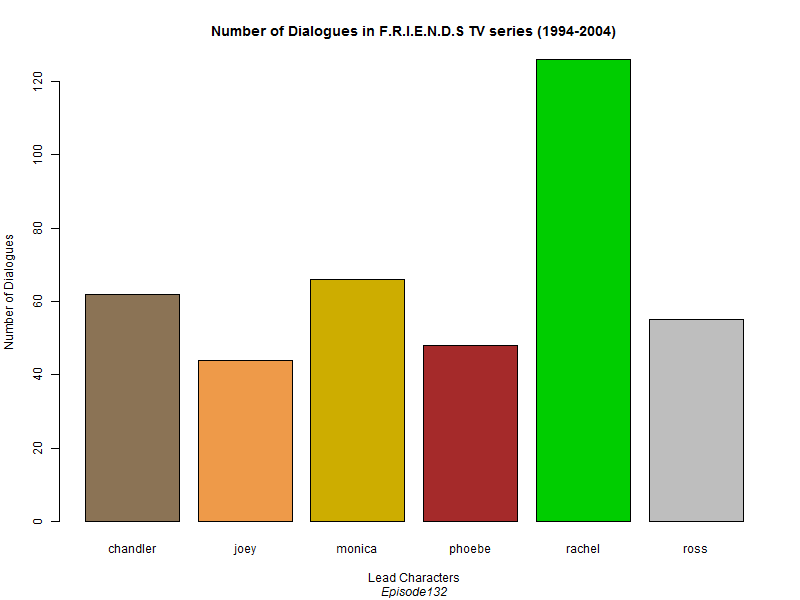 Number of Dialogues in F.R.I.E.N.D.S TV series (1994-2004)
Number of Dialogues
120
100
80
60
40
20
0
chandler joey monica phoebe rachel ross
Lead Characters
Episode132